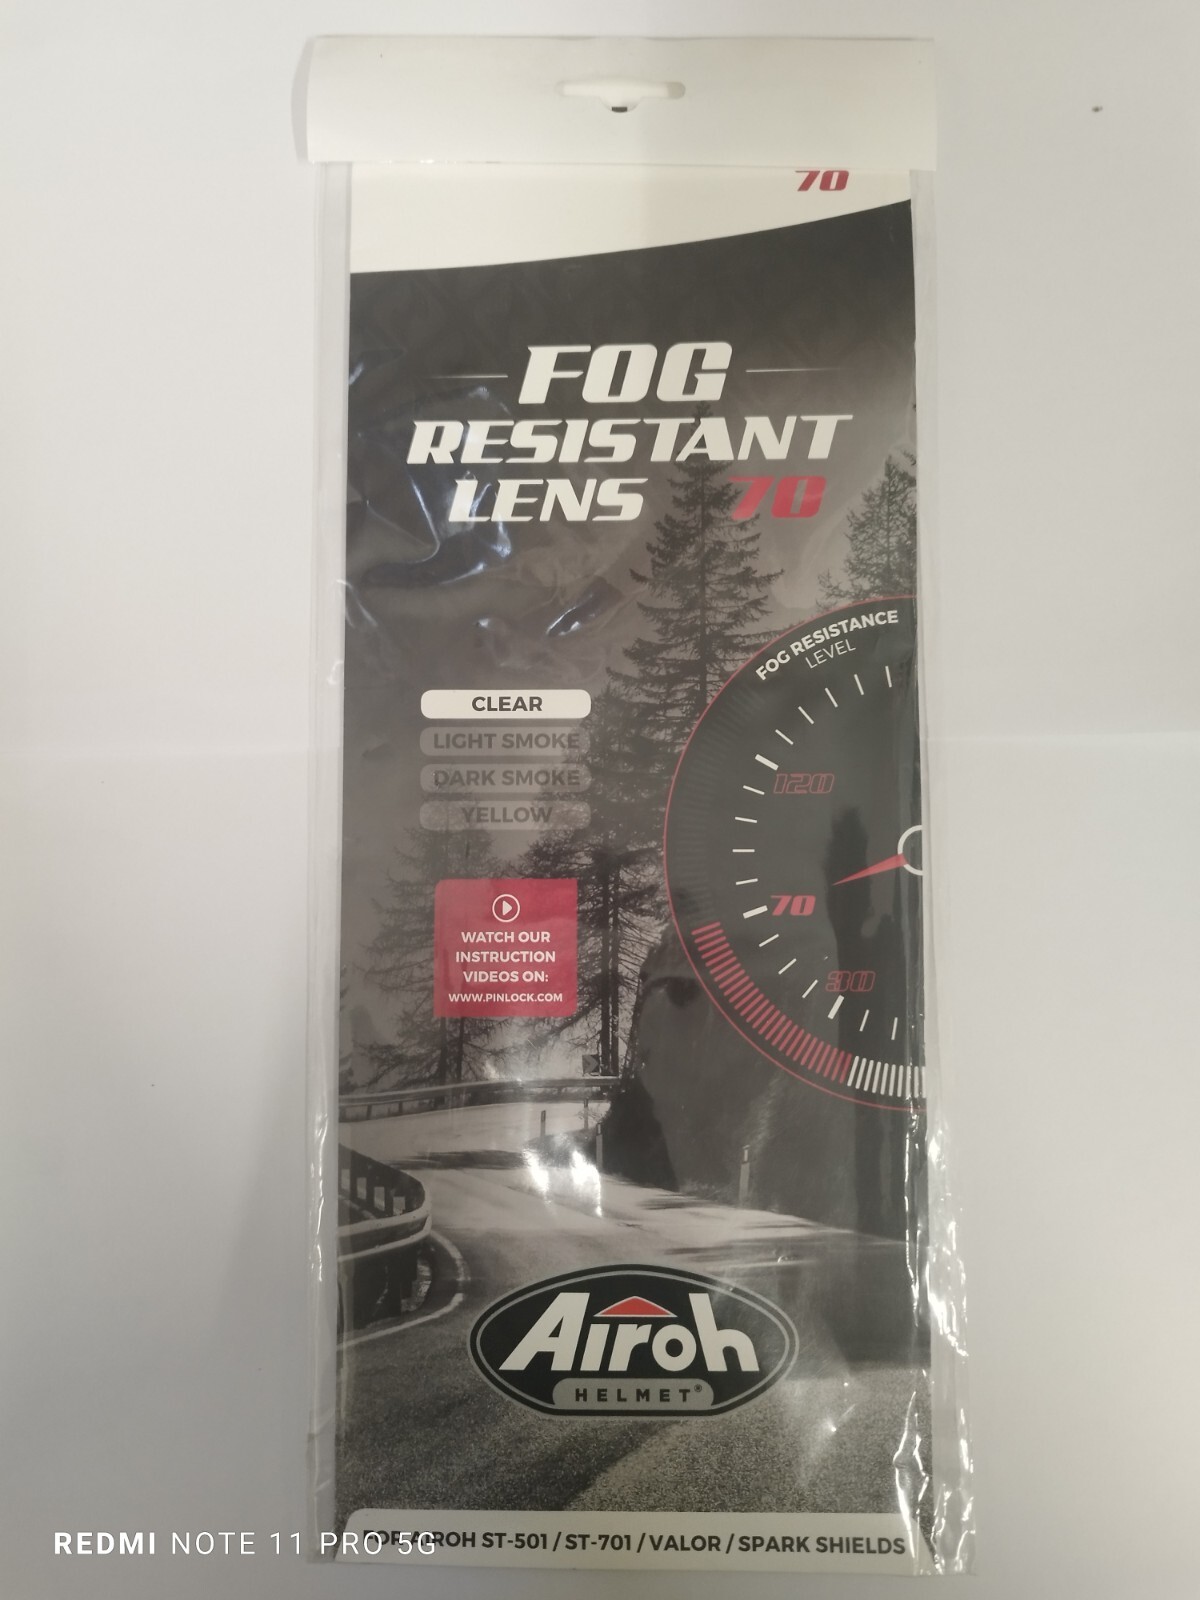 70
FOG
RESISTANT
LENS 70
FOG RESISTANCE
LEVEL
CLEAR
LIGHT SMOKE
DARK SMOKE
YELLOW
120
70
30
WATCH OUR
INSTRUCTION
VIDEOS ON:
WWW.PINLOCK.COM
Airoh
HELMET®
FOR AIROH ST-501 / ST-701 / VALOR / SPARK SHIELDS
REDMI NOTE 11 PRO 5G